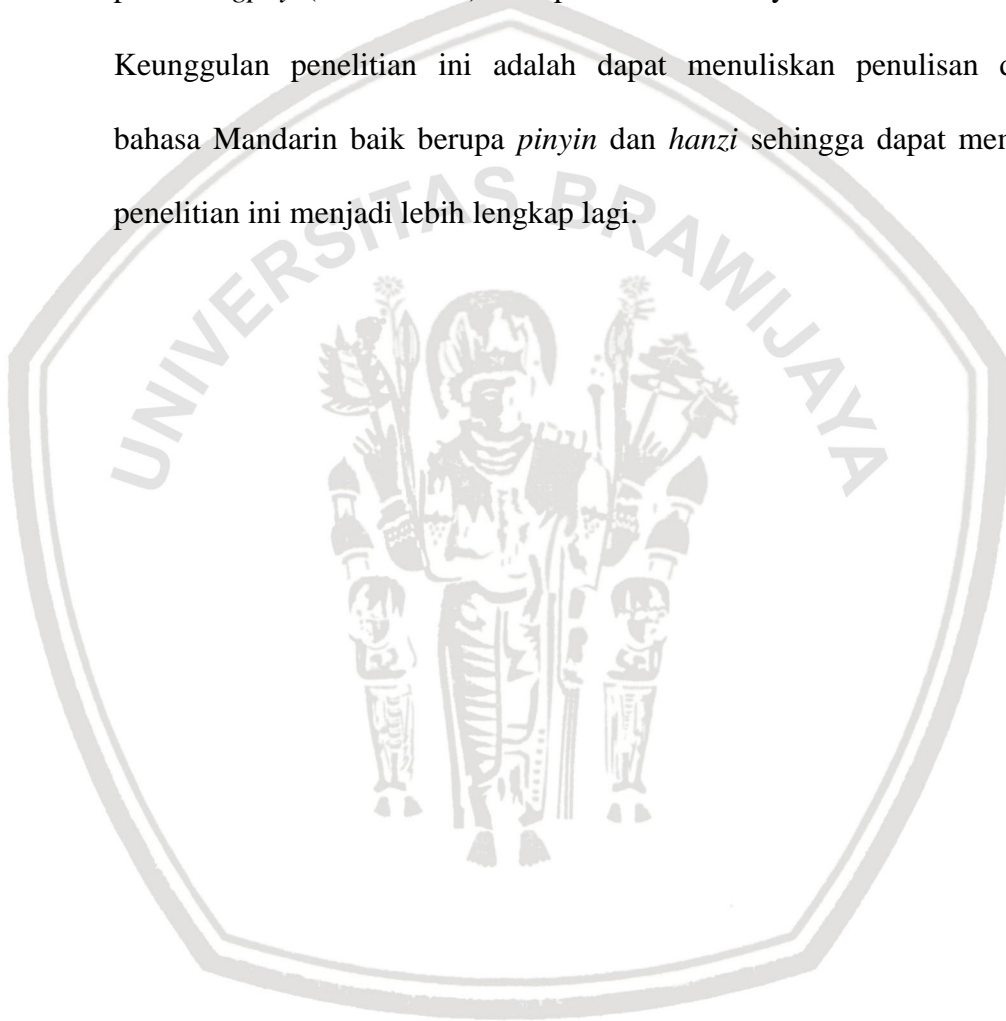 Keunggulan penelitian ini adalah dapat menuliskan penulisan
bahasa Mandarin baik berupa pinyin dan hanzi sehingga dapat
penelitian ini menjadi lebih lengkap lagi.
UNIVERSITAS BRAWIJAYA